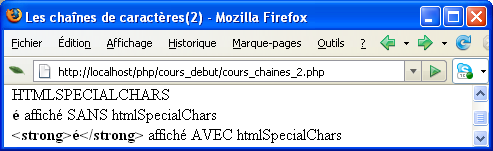 Les chaînes de caractères(2) - Mozilla Firefox
Fichier Édition Affichage Historique Marque-pages Outils ?
http://localhost/php/cours_debut/cours_chaines_2.php
HTMLSPECIALCHARS
é affiché SANS htmlSpecialChars
<strong>é</strong> affiché AVEC htmlSpecialChars